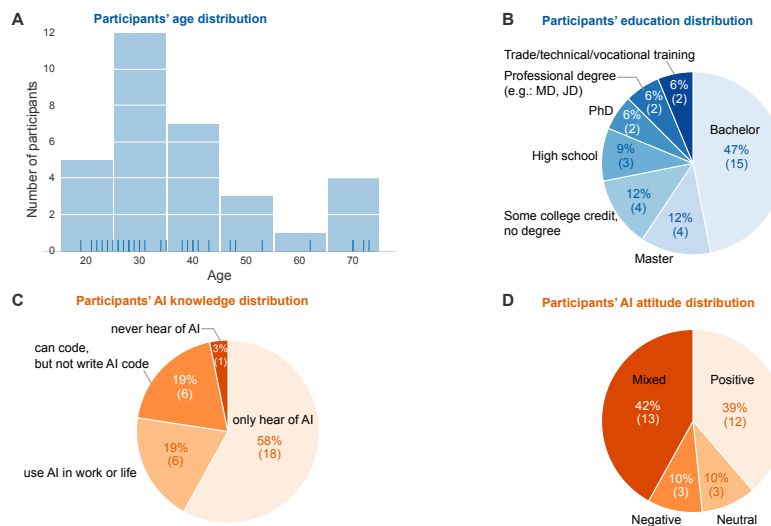 A
Participants' age distribution
Number of participants
12
10
8
6
4
2
0
20
30
40
50
60
70
Age
B
Participants' education distribution
Trade/technical/vocational training
6%
(2)
Professional degree
(e.g.: MD, JD)
6%
(2)
PhD
6%
(2)
High school
9%
(3)
Some college credit,
no degree
12%
(4)
Master
12%
(4)
Bachelor
47%
(15)
C
Participants' AI knowledge distribution
never hear of AI
3%
(1)
can code,
but not write AI code
19%
(6)
only hear of AI
58%
(18)
use AI in work or life
19%
(6)
D
Participants' AI attitude distribution
Mixed
42%
(13)
Positive
39%
(12)
10%
(3)
Negative
10%
(3)
Neutral